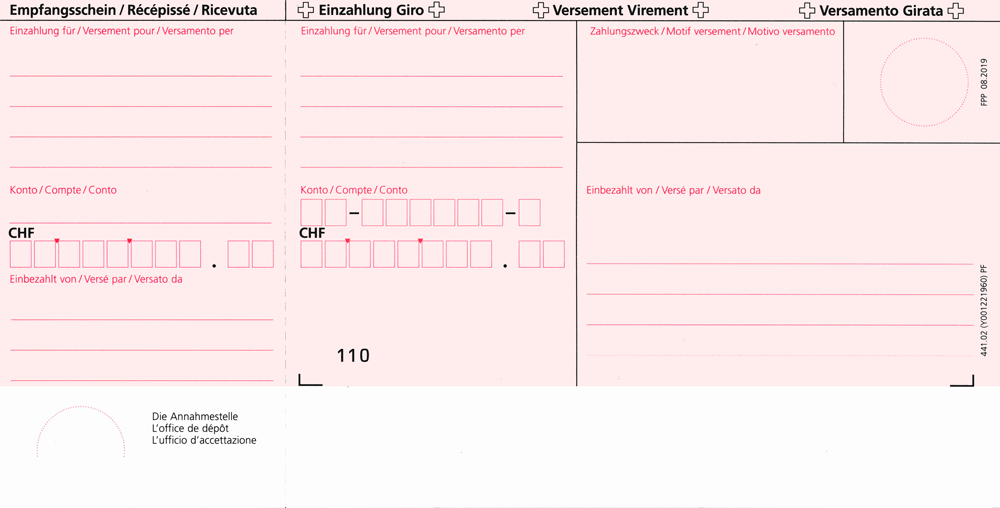 Empfangsschein / Récépissé / Ricevuta
Einzahlung für / Versement pour / Versamento per
Konto / Compte / Conto
CHF
.
Einbezahlt von / Versé par / Versato da
Die Annahmestelle
L'office de dépôt
L'ufficio d'accettazione
Einzahlung Giro
Versement Virement
Versamento Girata
Einzahlung für / Versement pour / Versamento per
Konto / Compte / Conto
– –
CHF
.
110
Zahlungszweck / Motif versement / Motivo versamento
FPP 08.2019
Einbezahlt von / Versé par / Versato da
441.02 (Y001221960) PF